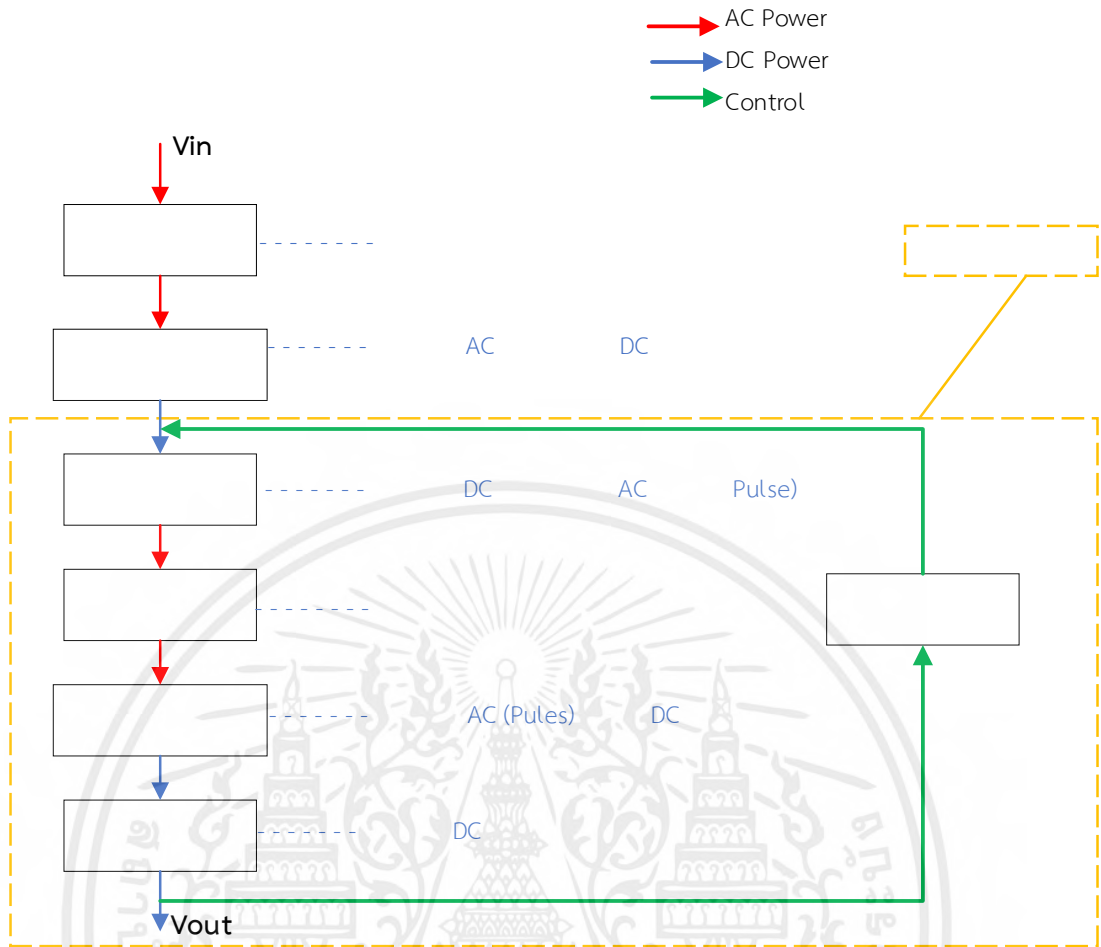 AC Power
DC Power
Control
Vin
AC DC
DC AC Pulse)
AC (Pules) DC
DC
Vout